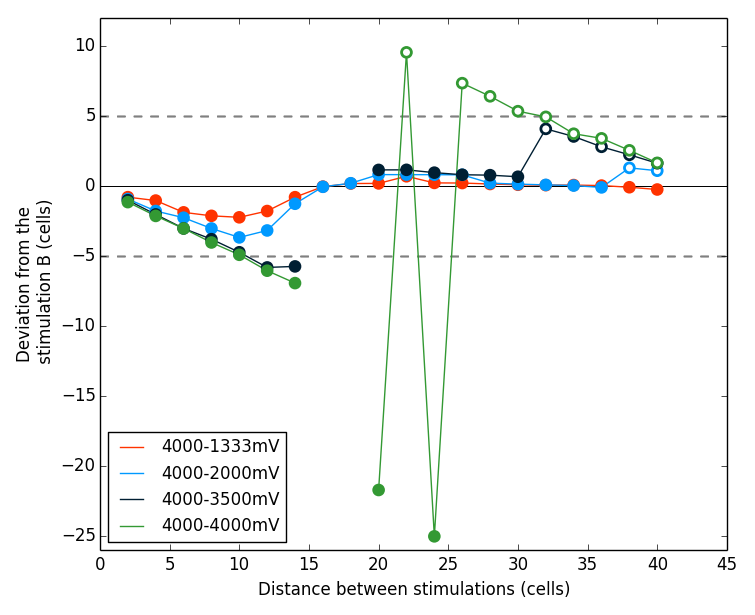 10
5
0
−5
−10
−15
−20
−25
Deviation from the
stimulation B (cells)
4000-1333mV
4000-2000mV
4000-3500mV
4000-4000mV
0 5 10 15 20 25 30 35 40 45
Distance between stimulations (cells)